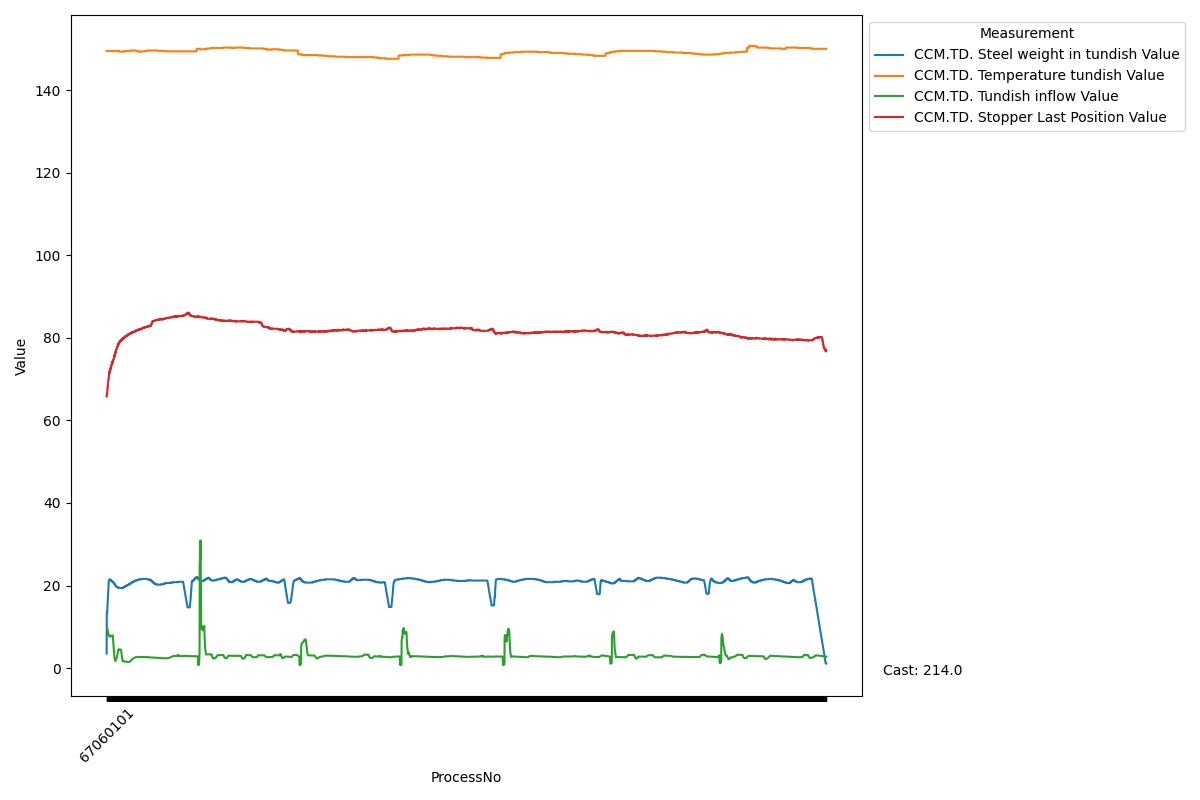 Measurement
CCM.TD. Steel weight in tundish Value
CCM.TD. Temperature tundish Value
CCM.TD. Tundish inflow Value
CCM.TD. Stopper Last Position Value
Value
140
120
100
80
60
40
20
0
Cast: 214.0
67060101
ProcessNo